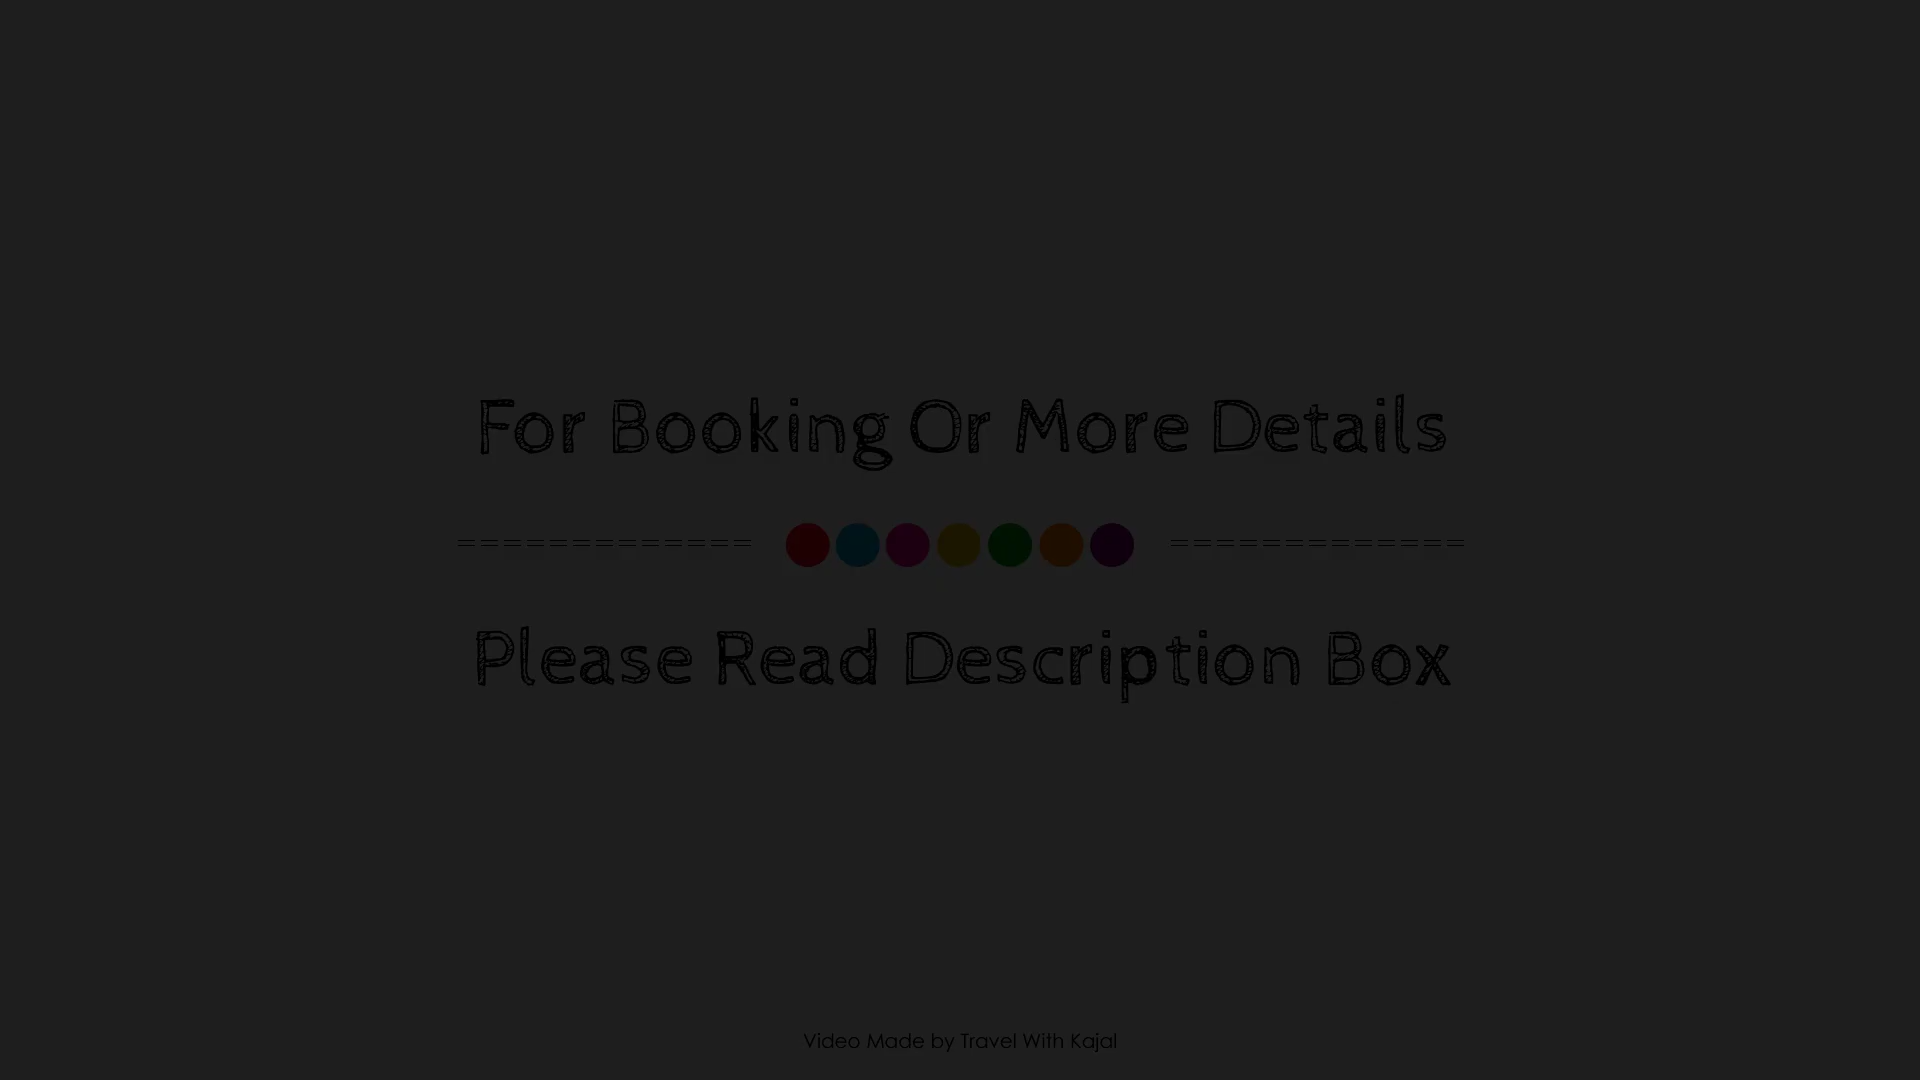 For Booking Or More Details
============= =============
Please Read Description Box
Video Made by Travel With Kajal